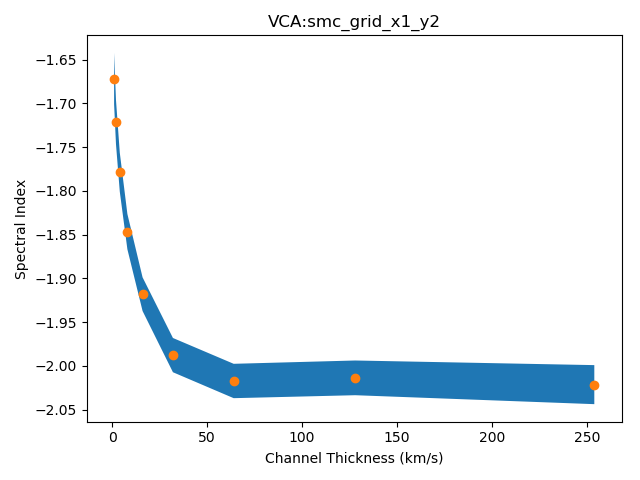 VCA:smc_grid_x1_y2
Spectral Index
−1.65
−1.70
−1.75
−1.80
−1.85
−1.90
−1.95
−2.00
−2.05
0 50 100 150 200 250
Channel Thickness (km/s)